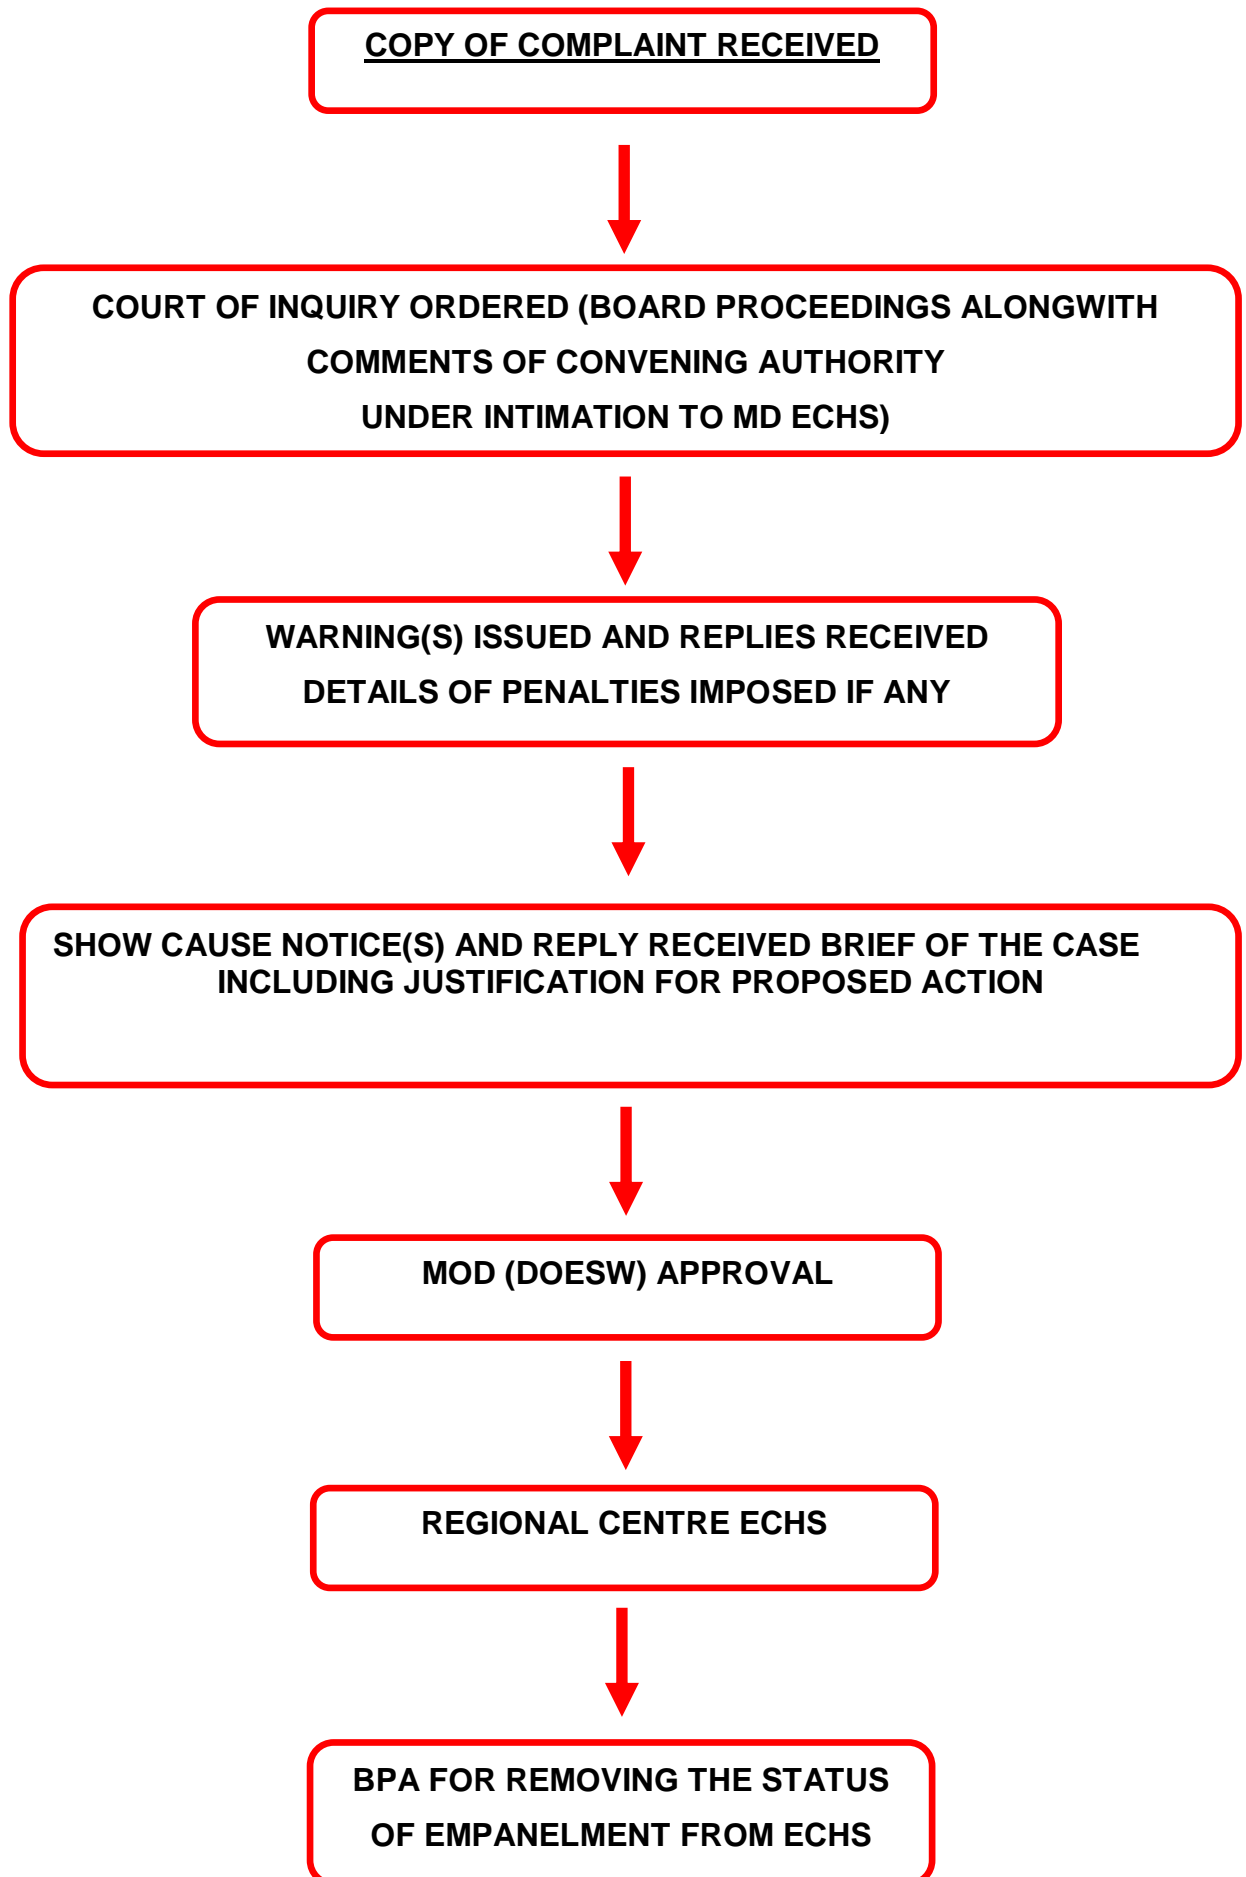 COPY OF COMPLAINT RECEIVED
COURT OF INQUIRY ORDERED (BOARD PROCEEDINGS ALONGWITH
COMMENTS OF CONVENING AUTHORITY
UNDER INTIMATION TO MD ECHS)
WARNING(S) ISSUED AND REPLIES RECEIVED
DETAILS OF PENALTIES IMPOSED IF ANY
SHOW CAUSE NOTICE(S) AND REPLY RECEIVED BRIEF OF THE CASE
INCLUDING JUSTIFICATION FOR PROPOSED ACTION
MOD (DOESW) APPROVAL
REGIONAL CENTRE ECHS
BPA FOR REMOVING THE STATUS
OF EMPANELMENT FROM ECHS